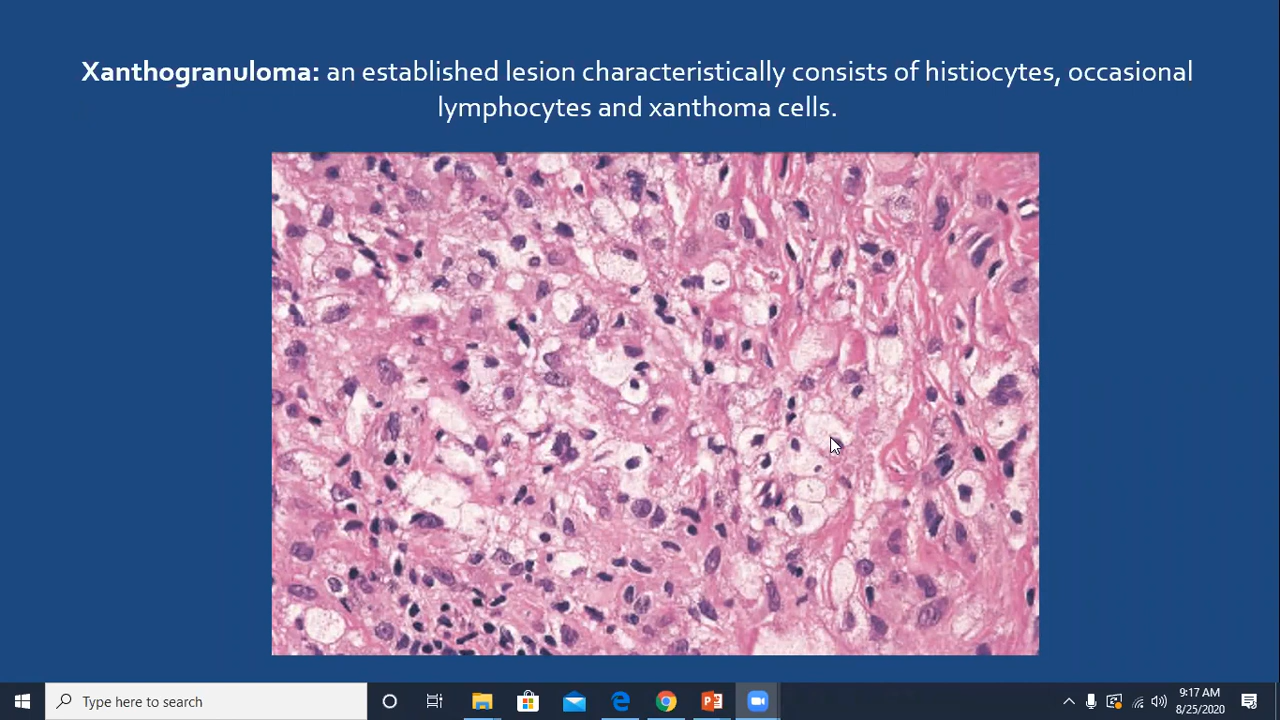 Xanthogranuloma: an established lesion characteristically consists of histiocytes, occasional
lymphocytes and xanthoma cells.
Type here to search
9:17 AM
8/25/2020